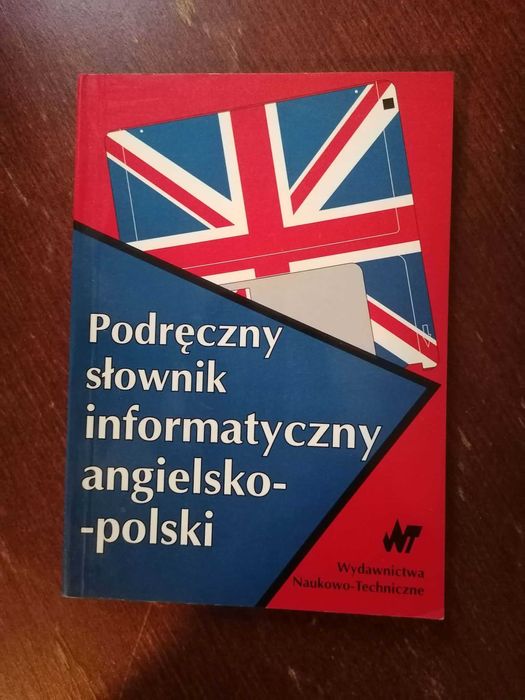 Podręczny
słownik
informatyczny
angielsko-
-polski
WNT
Wydawnictwa
Naukowo-Techniczne